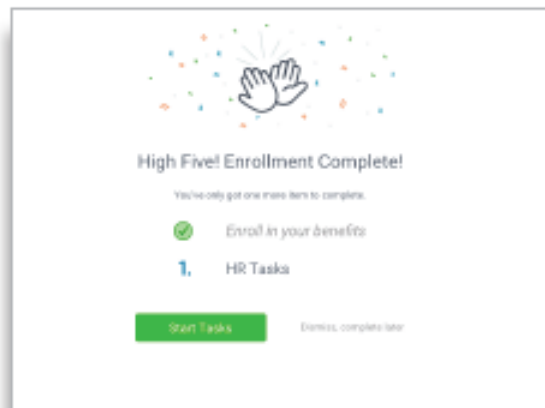 High Five! Enrollment Complete!
You've only got one more item to complete.
Enroll in your benefits
1. HR Tasks
Start Tasks Dismiss, complete later